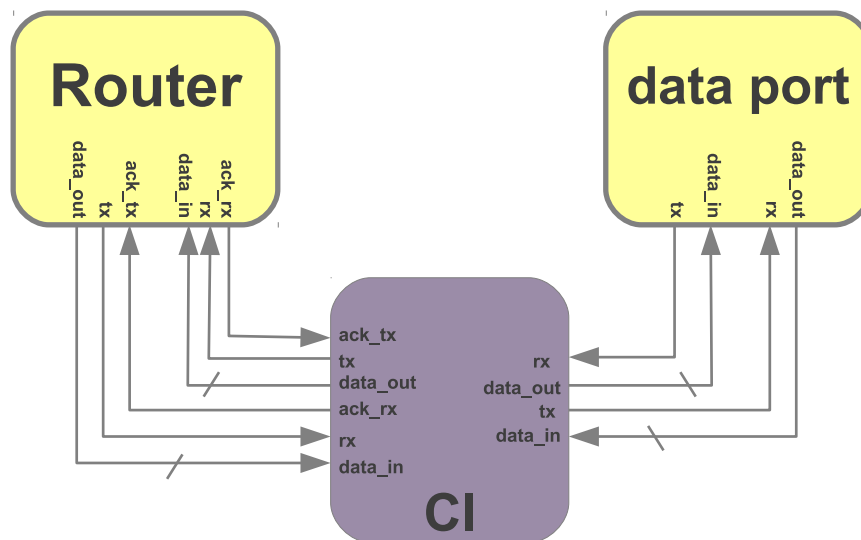 Router
data_out
tx
ack_tx
data_in
rx
ack_rx
data port
tx
data_in
rx
data_out
ack_tx
tx
data_out
ack_rx
rx
data_in
rx
data_out
tx
data_in
CI